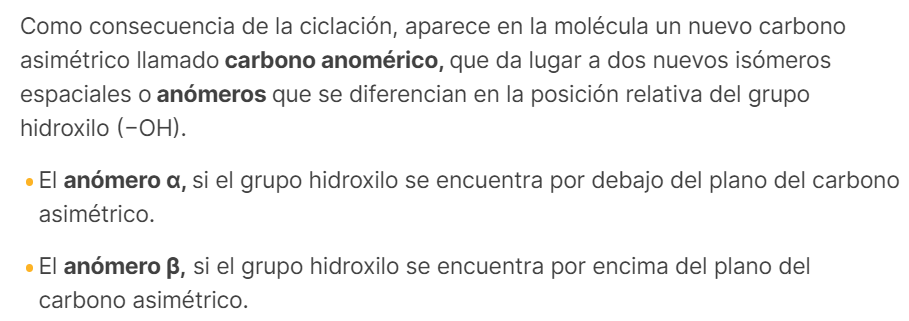 Como consecuencia de la ciclación, aparece en la molécula un nuevo carbono
asimétrico llamado carbono anomérico, que da lugar a dos nuevos isómeros
espaciales o anómeros que se diferencian en la posición relativa del grupo
hidroxilo (−OH).
• El anómero α, si el grupo hidroxilo se encuentra por debajo del plano del carbono
asimétrico.
• El anómero β, si el grupo hidroxilo se encuentra por encima del plano del
carbono asimétrico.